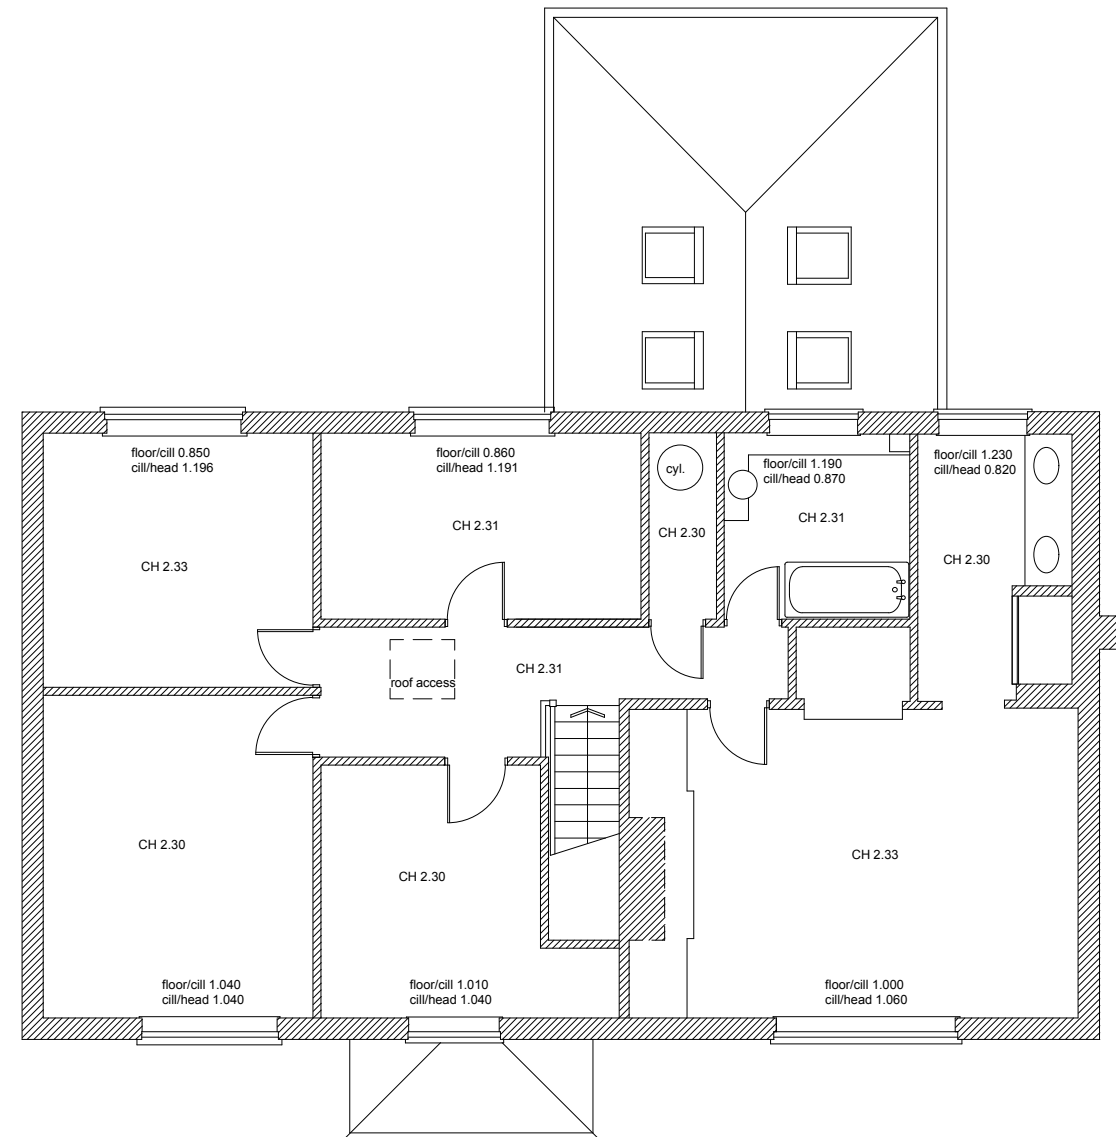 floor/cill 0.850
cill/head 1.196
floor/cill 0.860
cill/head 1.191
floor/cill 1.190
cill/head 0.870
floor/cill 1.230
cill/head 0.820
cyl.
CH 2.31
CH 2.30
CH 2.31
CH 2.30
CH 2.33
CH 2.31
roof access
CH 2.30
CH 2.30
CH 2.33
floor/cill 1.040
cill/head 1.040
floor/cill 1.010
cill/head 1.040
floor/cill 1.000
cill/head 1.060